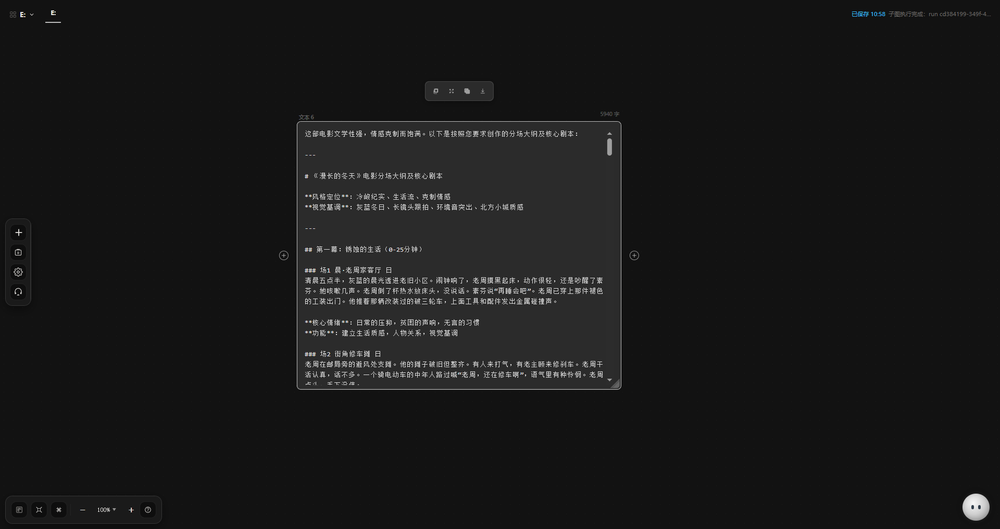 E:
E:
已保存 10:58 子图执行完成: run cd384199-349f-4...
文本 6
5940 字
这部电影文学性强，情感克制而饱满。以下是按照您要求创作的分场大纲及核心剧本：
---
# 《漫长的冬天》电影分场大纲及核心剧本
**风格定位**: 冷峻纪实、生活流、克制情感
**视觉基调**: 灰蓝冬日、长镜头跟拍、环境音突出、北方小城质感
---
## 第一幕: 锈蚀的生活（0-25分钟）
### 场1 晨·老周家客厅 日
清晨五点半，灰蓝的晨光透进老旧小区。闹钟响了，老周摸黑起床，动作很轻，还是吵醒了素
芬。她咳嗽几声。老周倒了杯热水放床头，没说话。素芬说“再睡会吧”。老周已穿上那件褪色
的工装出门。他推着那辆改装过的破三轮车，上面工具和配件发出金属碰撞声。
**核心情绪**: 日常的压抑，贫困的声响，无言的习惯
**功能**: 建立生活质感，人物关系，视觉基调
### 场2 街角修车摊 日
老周在邮局旁的避风处支摊。他的摊子破旧但整齐。有人来打气，有老主顾来修刹车。老周干
活认真，话不多。一个骑电动车的中年人路过喊“老周，还在修车啊”，语气里有种怜悯。老周
点头，手下没停。
100%